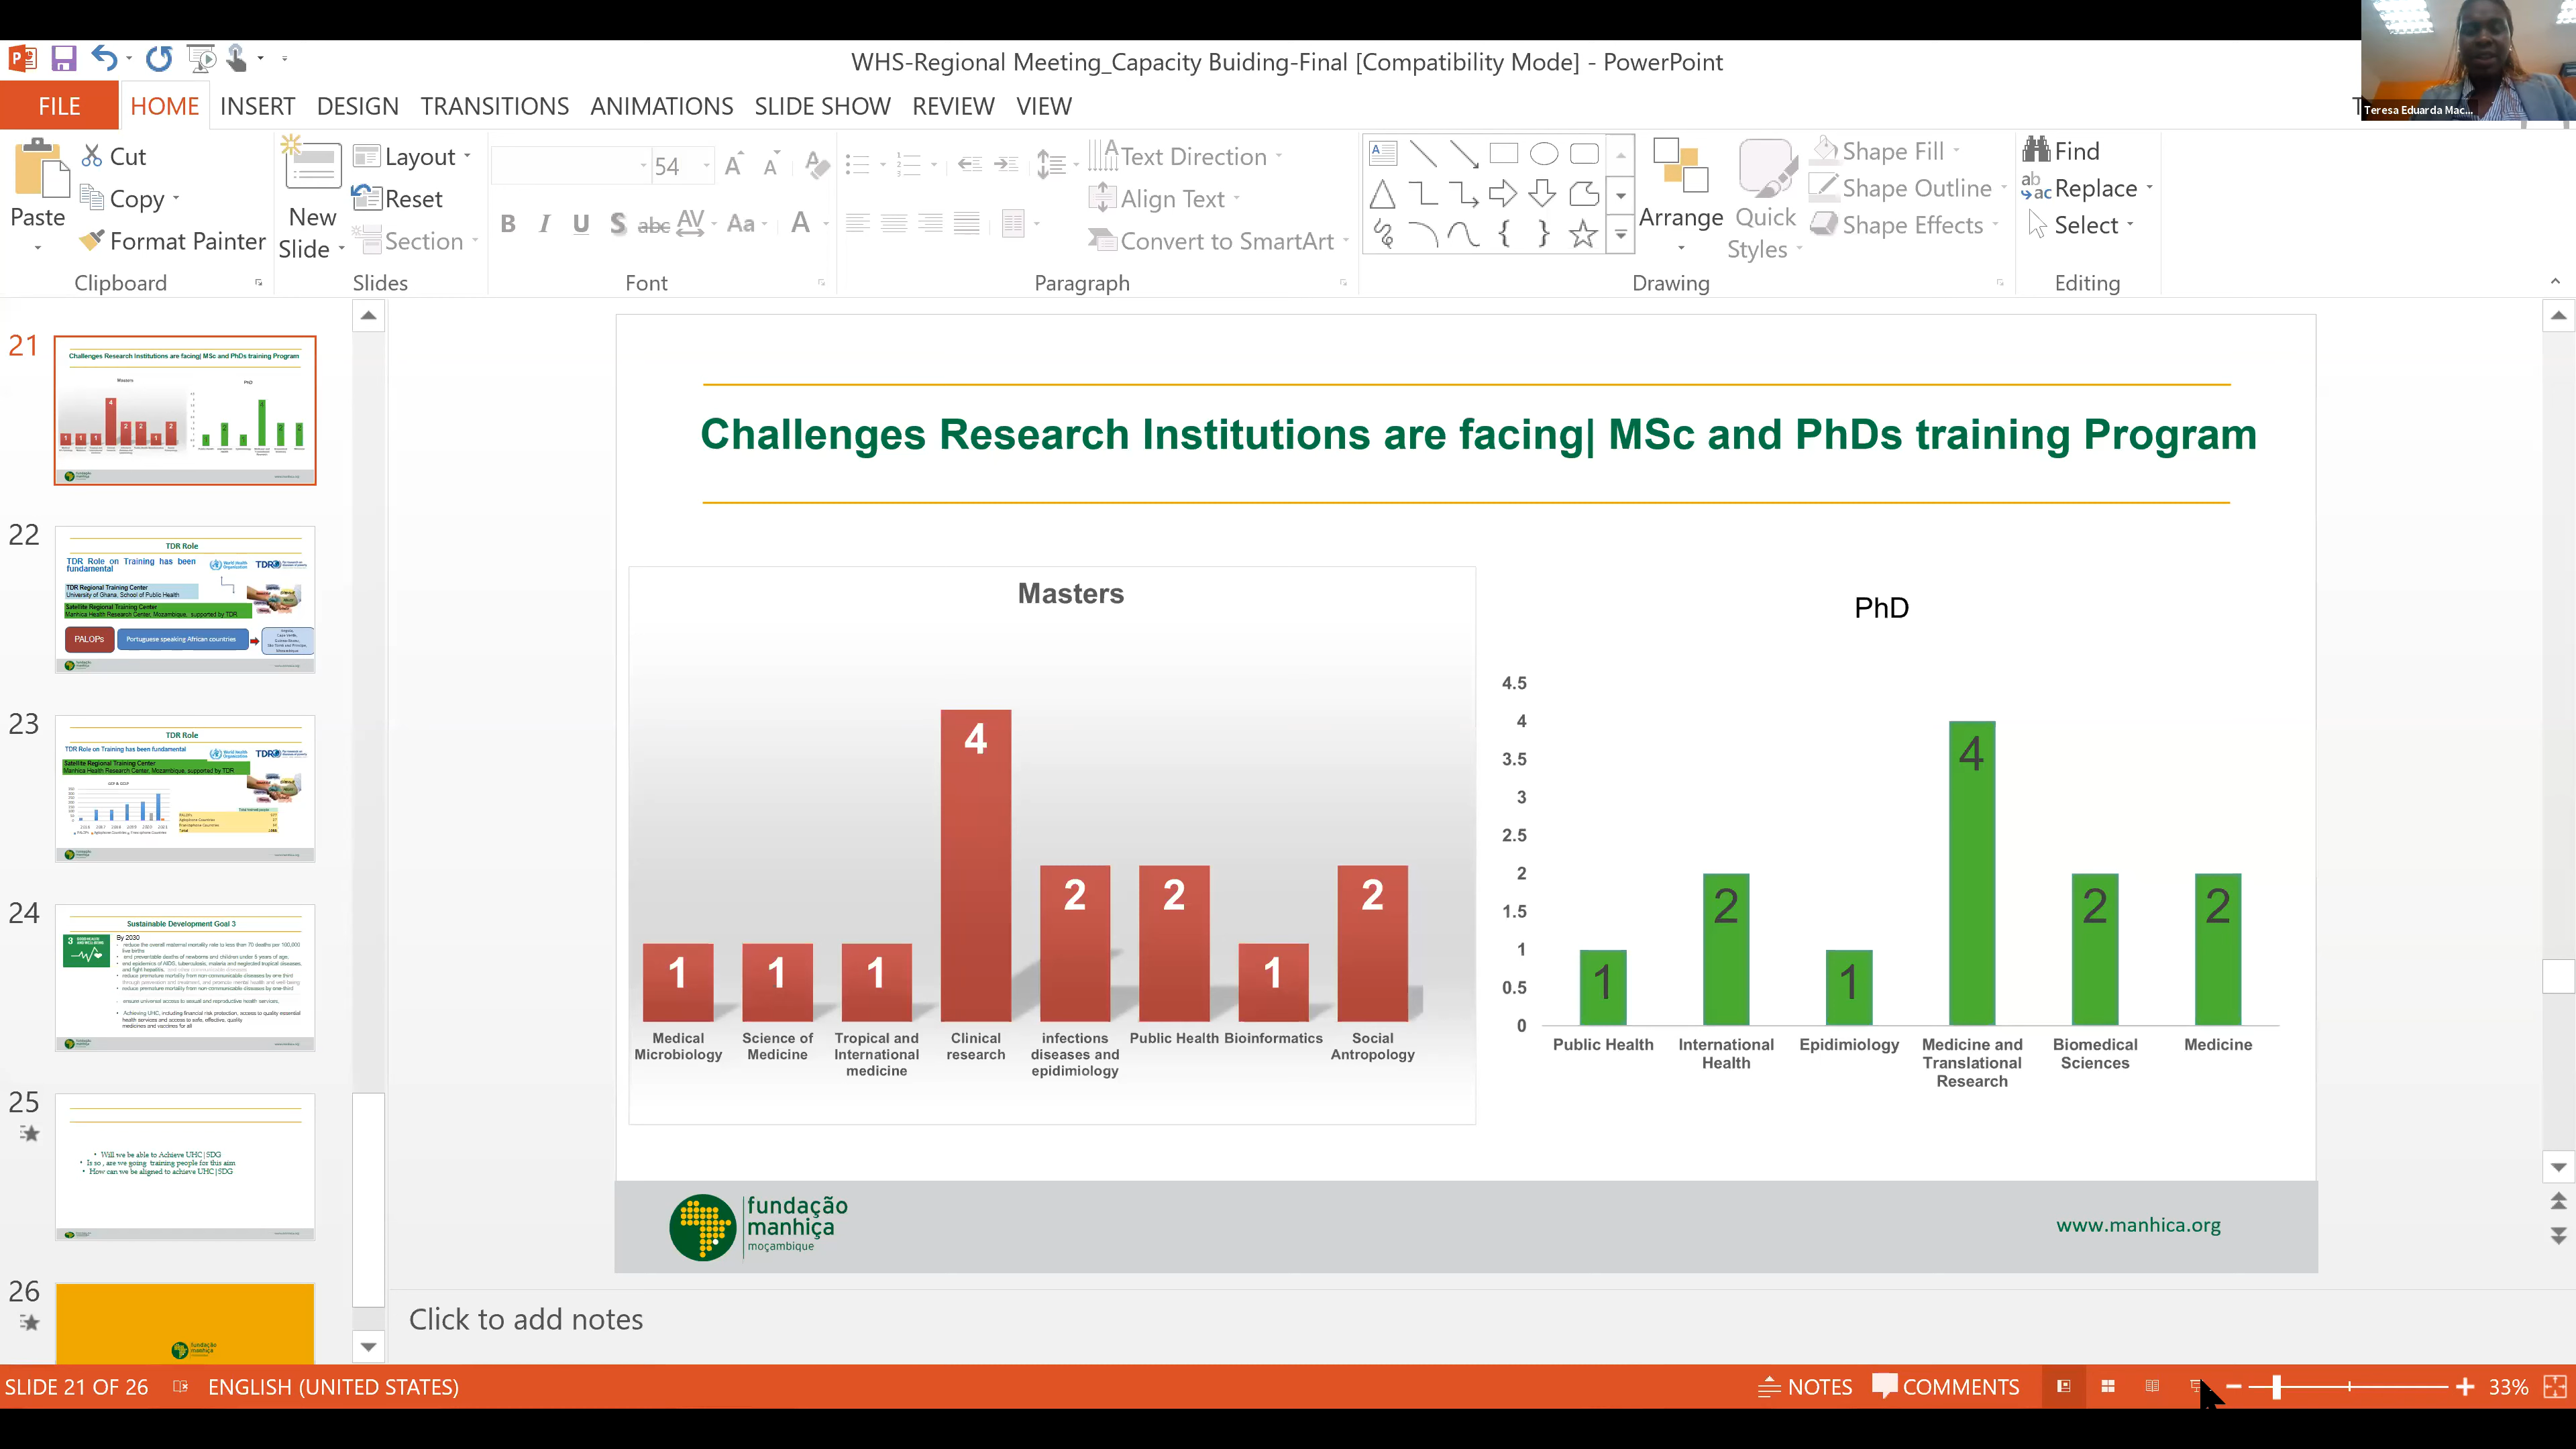 WHS-Regional Meeting_Capacity Buiding-Final [Compatibility Mode] - PowerPoint
Teresa Eduarda Mac...
FILE HOME INSERT DESIGN TRANSITIONS ANIMATIONS SLIDE SHOW REVIEW VIEW
Paste
Cut
Copy
Format Painter
Clipboard
New Slide
Layout
Reset
Section
Slides
54
Font
Text Direction
Align Text
Convert to SmartArt
Paragraph
Arrange
Quick Styles
Shape Fill
Shape Outline
Shape Effects
Drawing
Find
Replace
Select
Editing
21
Challenges Research Institutions are facing| MSc and PhDs training Program
Masters
PhD
22
TDR Role
TDR Role on Training has been
fundamental
TDR Regional Training Center
University of Ghana, School of Public Health
Satellite Regional Training Center
Manhica Health Research Center, Mozambique, supported by TDR
PALOPs
Portuguese speaking African countries
23
TDR Role
TDR Role on Training has been fundamental
Satellite Regional Training Center
Manhica Health Research Center, Mozambique, supported by TDR
24
Sustainable Development Goal 3
By 2030
25
• Will we be able to Achieve UHC|SDG
• Is so , are we going training people for this aim
• How can we be aligned to achieve UHC|SDG
26
Challenges Research Institutions are facing| MSc and PhDs training Program
Masters
4
2 2 2
1 1 1 1
Medical Microbiology
Science of Medicine
Tropical and International medicine
Clinical research
infections diseases and epidimiology
Public Health
Bioinformatics
Social Antropology
PhD
4.5
4
3.5
3
2.5
2
1.5
1
0.5
0
1 2 1 4 2 2
Public Health
International Health
Epidimiology
Medicine and Translational Research
Biomedical Sciences
Medicine
fundação
manhiça
moçambique
www.manhica.org
Click to add notes
SLIDE 21 OF 26
ENGLISH (UNITED STATES)
NOTES
COMMENTS
33%